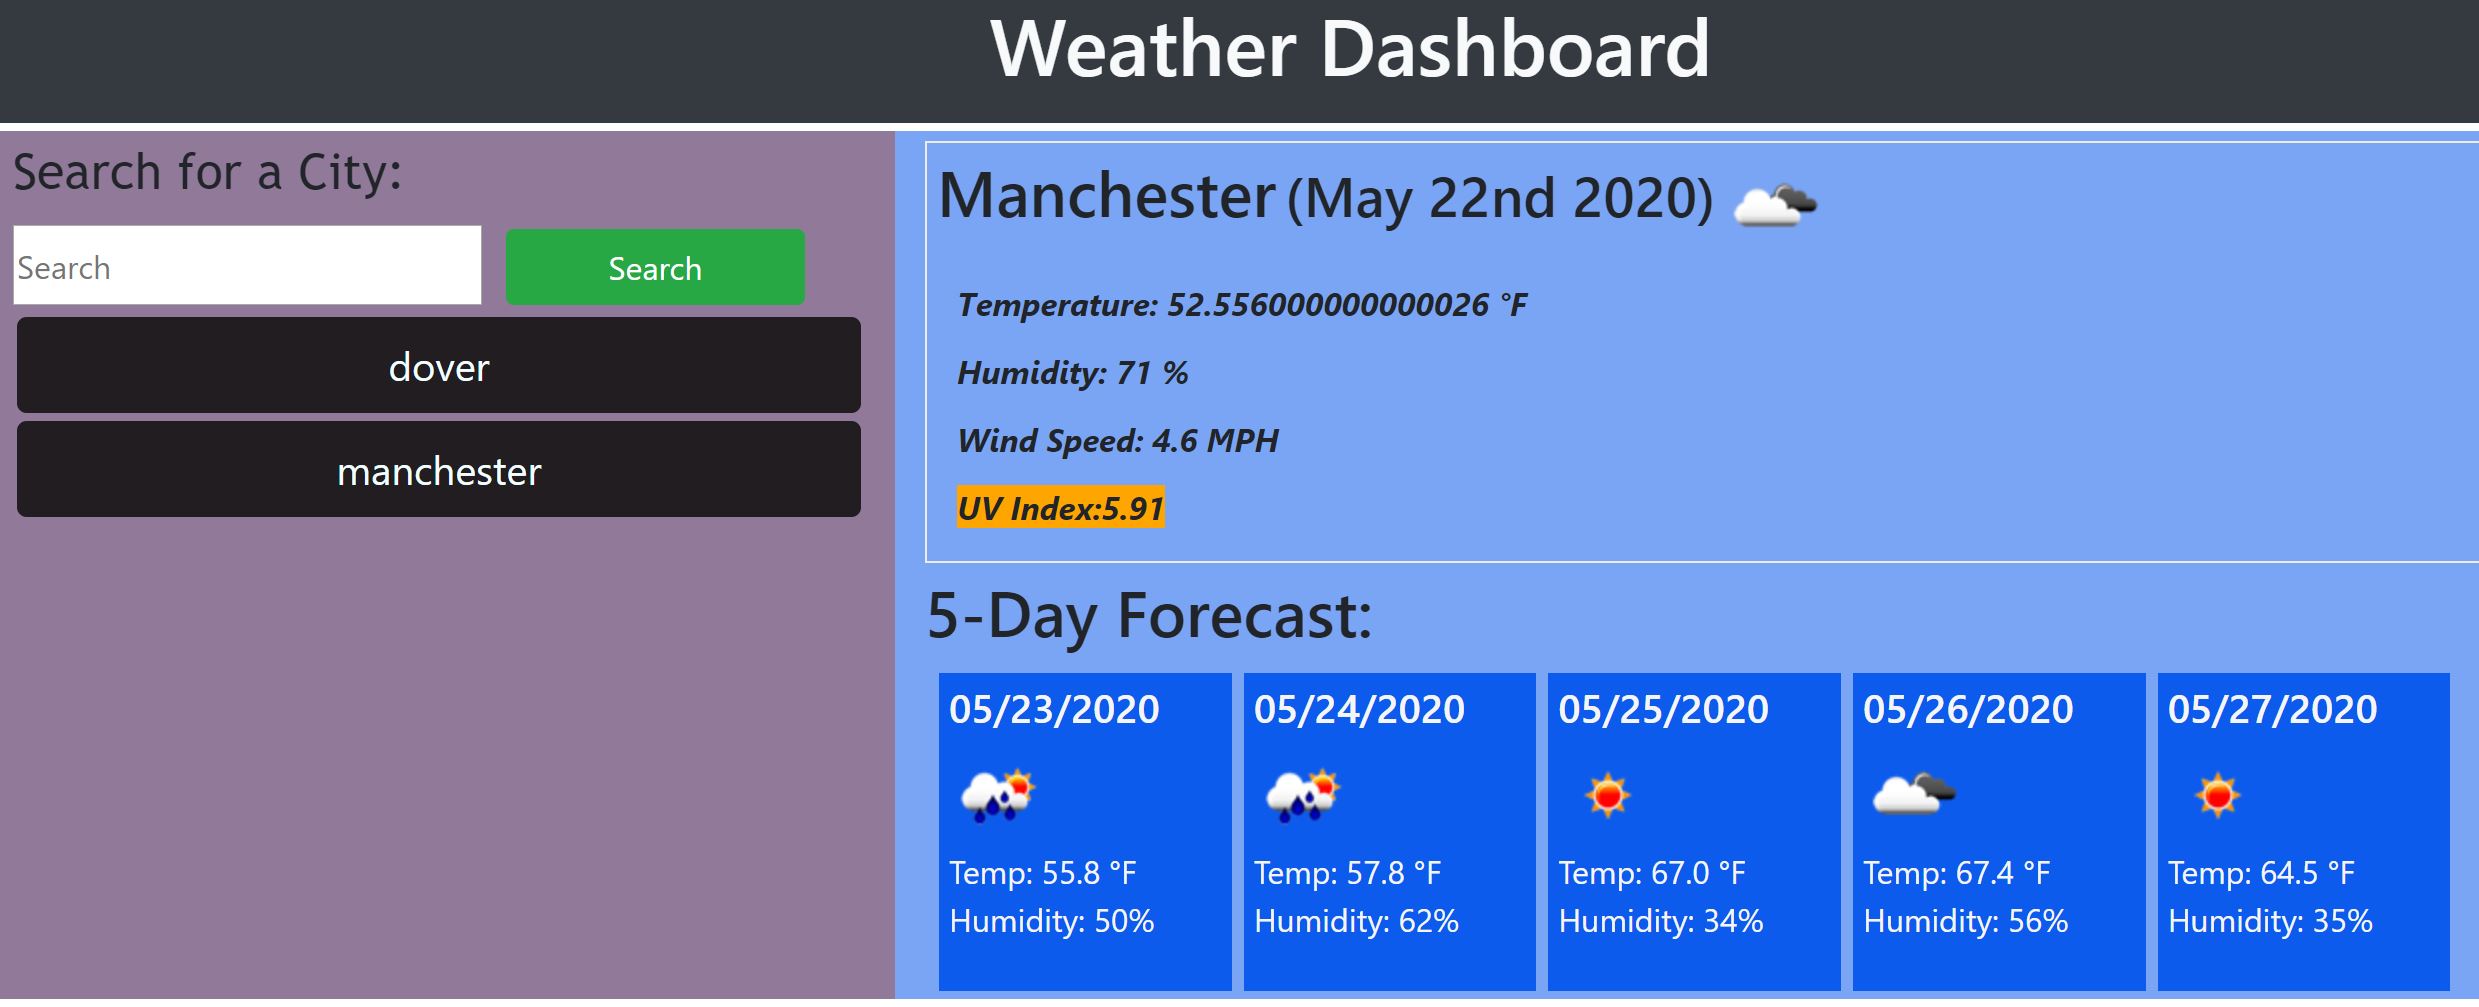 Weather Dashboard
Search for a City:
Search
Search
dover
manchester
Manchester (May 22nd 2020)
Temperature: 52.556000000000026 °F
Humidity: 71 %
Wind Speed: 4.6 MPH
UV Index:5.91
5-Day Forecast:
05/23/2020
Temp: 55.8 °F
Humidity: 50%
05/24/2020
Temp: 57.8 °F
Humidity: 62%
05/25/2020
Temp: 67.0 °F
Humidity: 34%
05/26/2020
Temp: 67.4 °F
Humidity: 56%
05/27/2020
Temp: 64.5 °F
Humidity: 35%